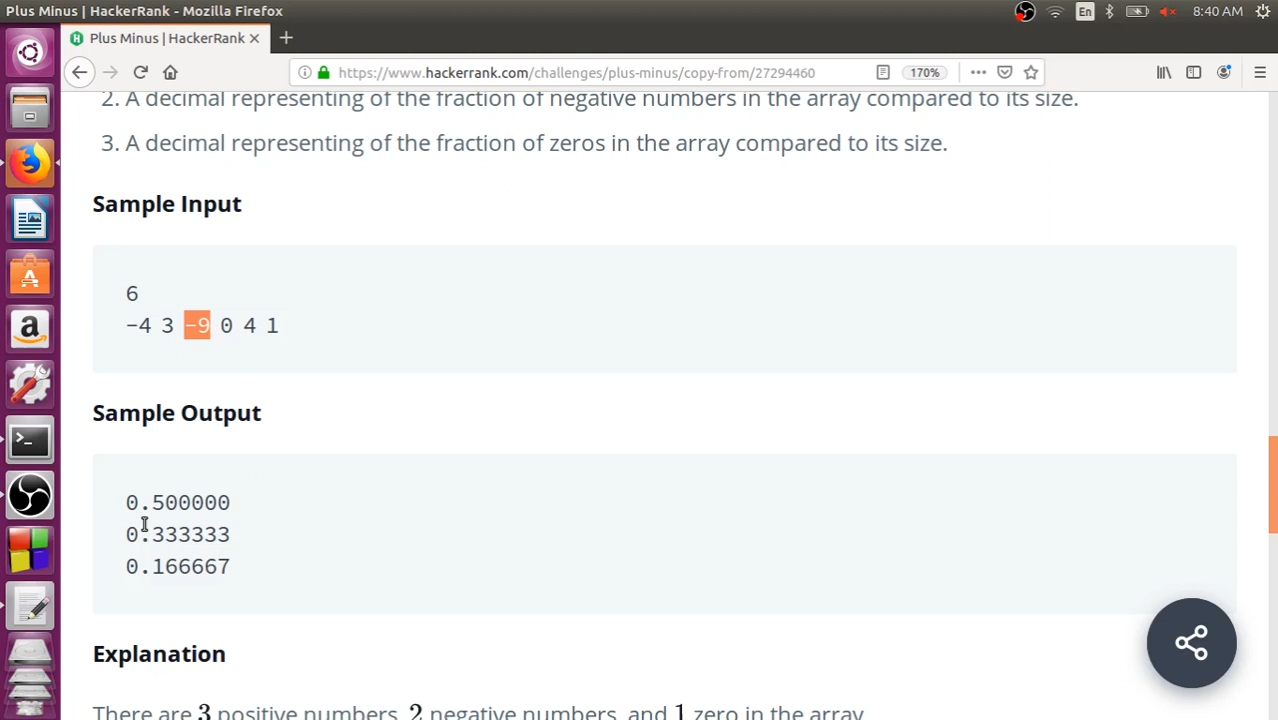 Plus Minus | HackerRank - Mozilla Firefox
En
8:40 AM
Plus Minus | HackerRank
https://www.hackerrank.com/challenges/plus-minus/copy-from/27294460
170%
2. A decimal representing of the fraction of negative numbers in the array compared to its size.
3. A decimal representing of the fraction of zeros in the array compared to its size.
Sample Input
6
-4 3 -9 0 4 1
Sample Output
0.500000
0.333333
0.166667
Explanation
There are 3 positive numbers, 2 negative numbers, and 1 zero in the array.